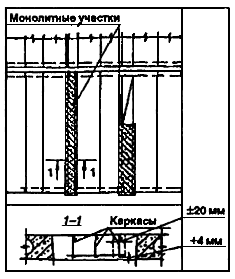 Монолитные участки
1 1
1–1
Каркасы
±20 мм
+4 мм